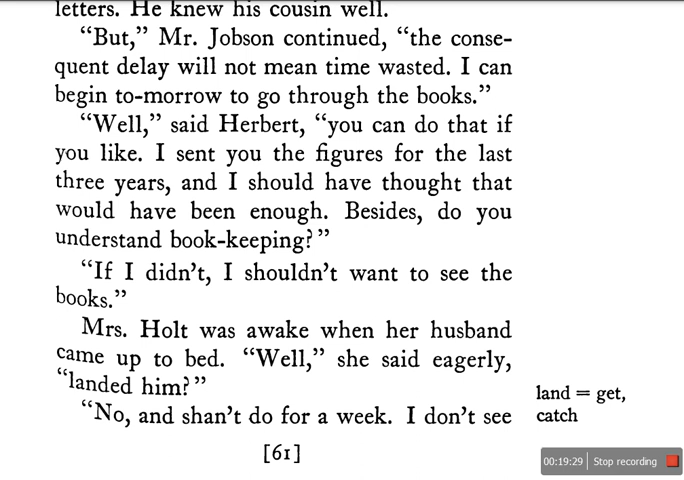 letters. He knew his cousin well.
“But,” Mr. Jobson continued, “the conse-
quent delay will not mean time wasted. I can
begin to-morrow to go through the books.”
“Well,” said Herbert, “you can do that if
you like. I sent you the figures for the last
three years, and I should have thought that
would have been enough. Besides, do you
understand book-keeping?”
“If I didn’t, I shouldn’t want to see the
books.”
Mrs. Holt was awake when her husband
came up to bed. “Well,” she said eagerly,
“landed him?”
“No, and shan’t do for a week. I don’t see
land = get,
catch
[61]
00:19:29 Stop recording